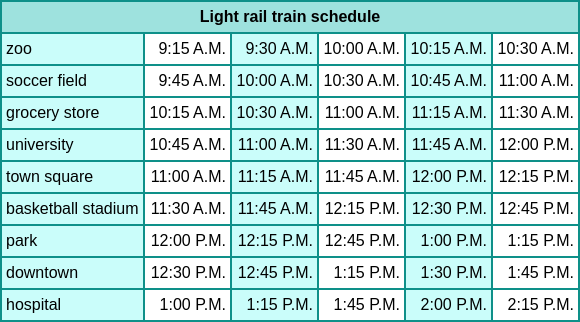 Light rail train schedule
zoo 9:15 A.M. 9:30 A.M. 10:00 A.M. 10:15 A.M. 10:30 A.M.
soccer field 9:45 A.M. 10:00 A.M. 10:30 A.M. 10:45 A.M. 11:00 A.M.
grocery store 10:15 A.M. 10:30 A.M. 11:00 A.M. 11:15 A.M. 11:30 A.M.
university 10:45 A.M. 11:00 A.M. 11:30 A.M. 11:45 A.M. 12:00 P.M.
town square 11:00 A.M. 11:15 A.M. 11:45 A.M. 12:00 P.M. 12:15 P.M.
basketball stadium 11:30 A.M. 11:45 A.M. 12:15 P.M. 12:30 P.M. 12:45 P.M.
park 12:00 P.M. 12:15 P.M. 12:45 P.M. 1:00 P.M. 1:15 P.M.
downtown 12:30 P.M. 12:45 P.M. 1:15 P.M. 1:30 P.M. 1:45 P.M.
hospital 1:00 P.M. 1:15 P.M. 1:45 P.M. 2:00 P.M. 2:15 P.M.